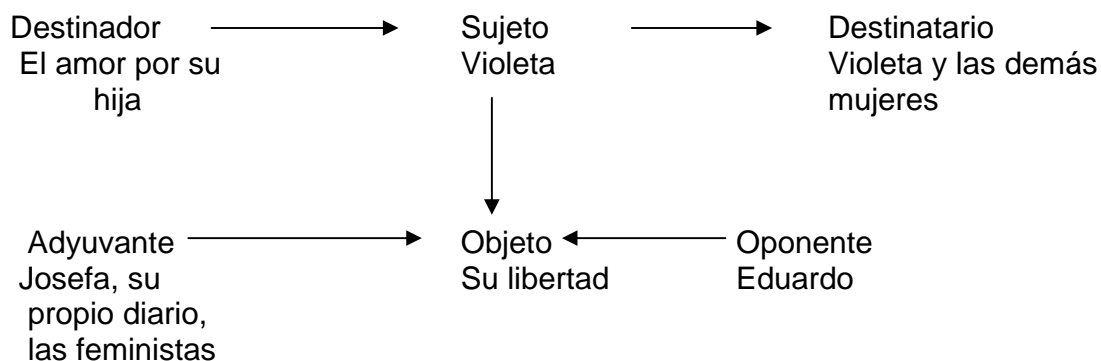 Destinador
El amor por su
hija
Sujeto
Violeta
Destinatario
Violeta y las demás
mujeres
Adyuvante
Josefa, su
propio diario,
las feministas
Objeto
Su libertad
Oponente
Eduardo